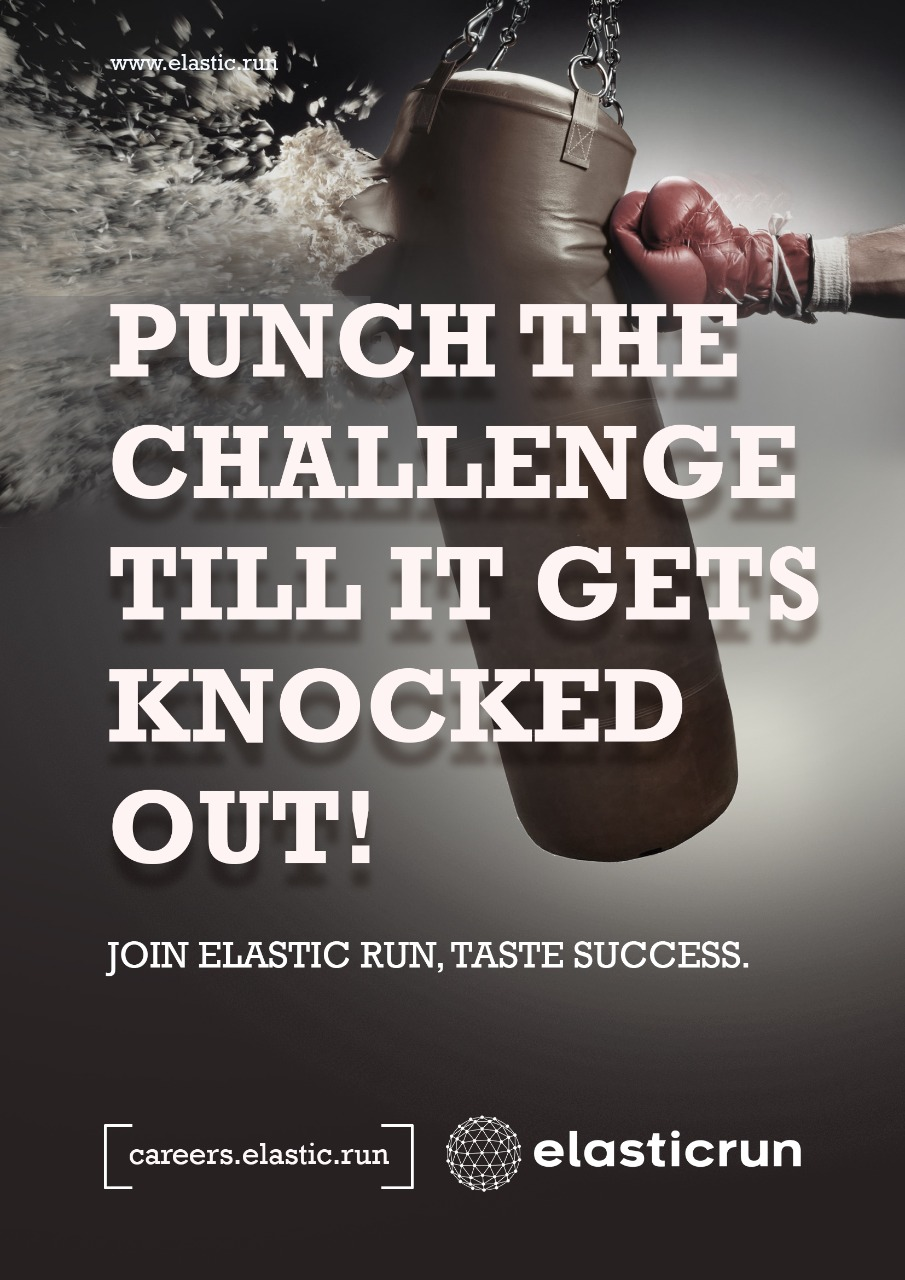 www.elastic.run
PUNCH THE
CHALLENGE
TILL IT GETS
KNOCKED
OUT!
JOIN ELASTIC RUN, TASTE SUCCESS.
careers.elastic.run
elasticrun